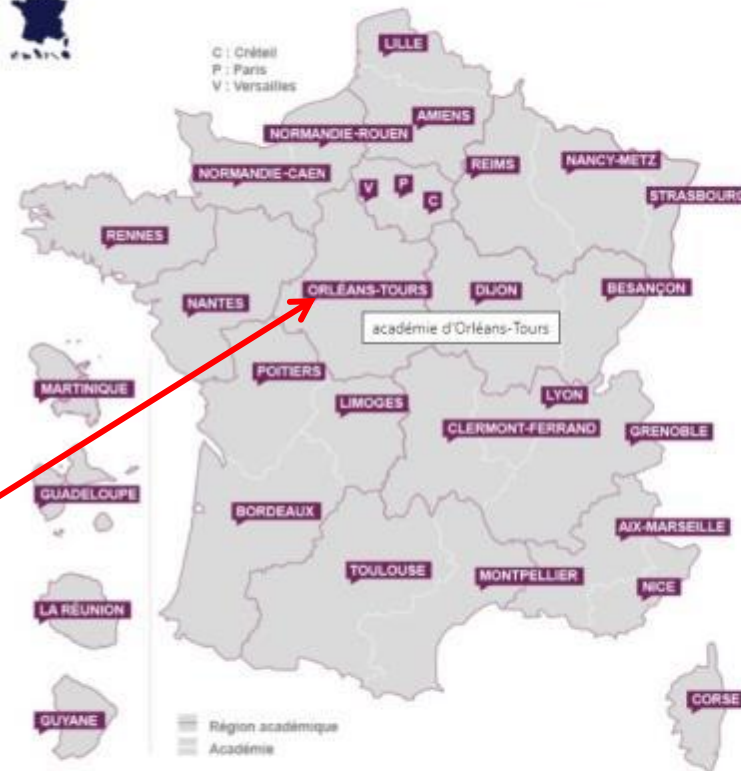 C : Créteil
P : Paris
V : Versailles
LILLE
AMIENS
NORMANDIE-ROUEN
NORMANDIE-CAEN
REIMS
NANCY-METZ
STRASBOURG
V
P
C
RENNES
NANTES
ORLÉANS-TOURS
DIJON
BESANÇON
académie d'Orléans-Tours
MARTINIQUE
POITIERS
LIMOGES
LYON
CLERMONT-FERRAND
GRENOBLE
GUADELOUPE
BORDEAUX
AIX-MARSEILLE
TOULOUSE
MONTPELLIER
NICE
LA RÉUNION
GUYANE
CORSE
Région académique
Académie